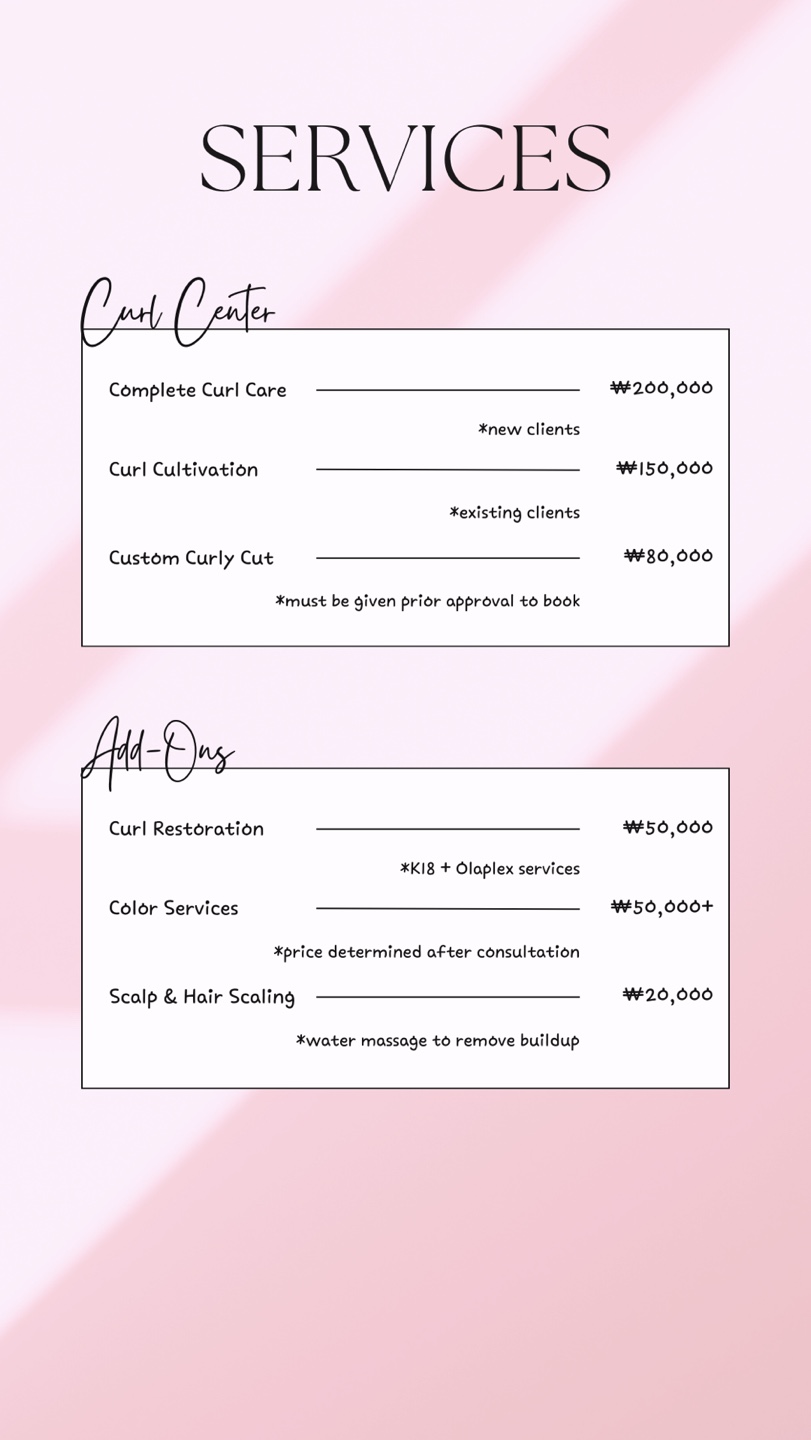 SERVICES
Curl Center
Complete Curl Care ₩200,000
*new clients
Curl Cultivation ₩150,000
*existing clients
Custom Curly Cut ₩80,000
*must be given prior approval to book
Add-Ons
Curl Restoration ₩50,000
*K18 + Olaplex services
Color Services ₩50,000+
*price determined after consultation
Scalp & Hair Scaling ₩20,000
*water massage to remove buildup